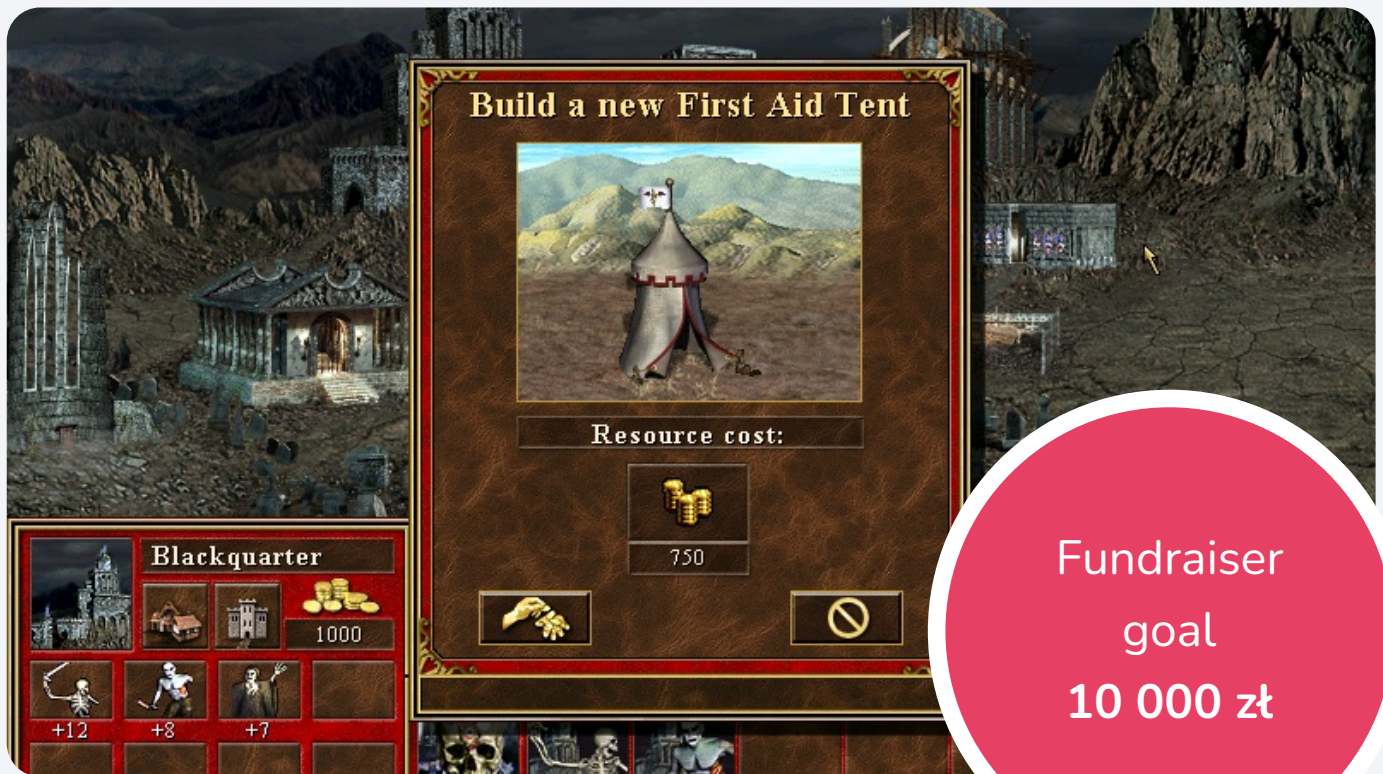 Build a new First Aid Tent
Resource cost:
750
Blackquarter
1000
+12 +8 +7
Fundraiser
goal
10 000 zł